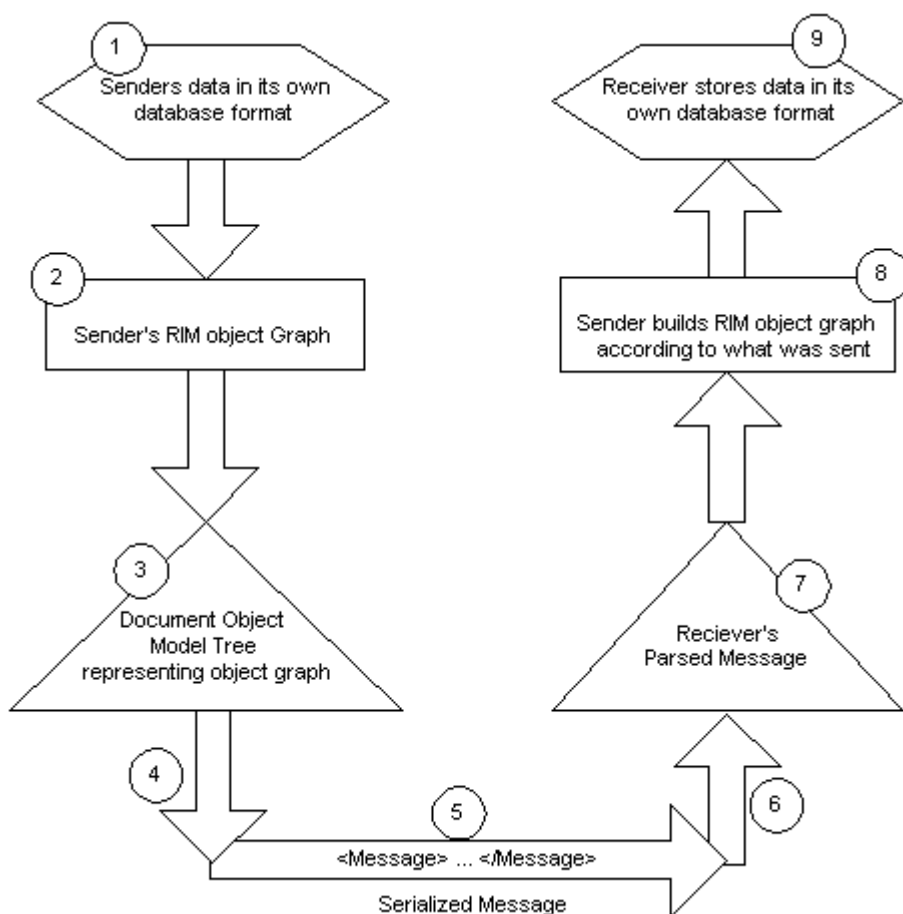 1
Senders data in its own
database format
2
Sender's RIM object Graph
3
Document Object
Model Tree
representing object graph
4
5
<Message> ... </Message>
Serialized Message
6
7
Reciever's
Parsed Message
8
Sender builds RIM object graph
according to what was sent
9
Receiver stores data in its
own database format